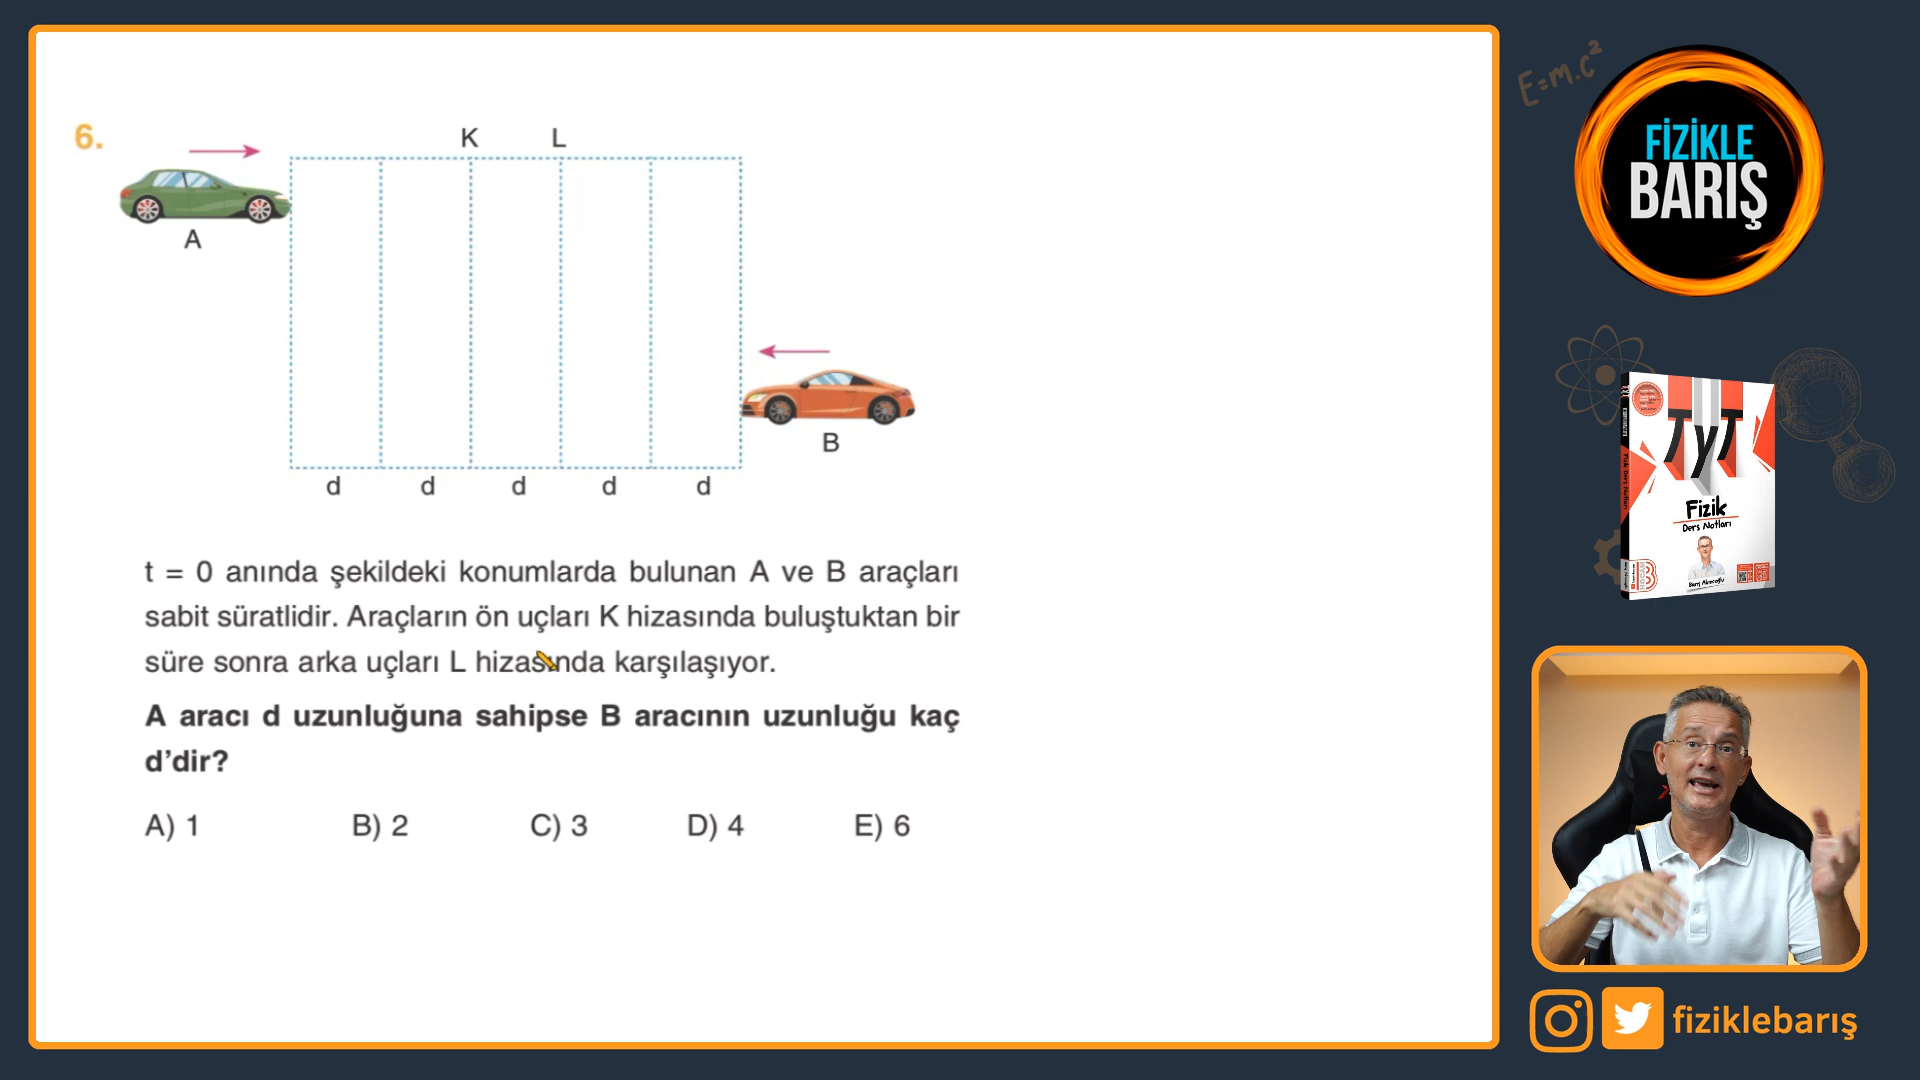 E=m.c²
FİZİKLE
BARIŞ
6.
K L
A
B
d d d d d
t = 0 anında şekildeki konumlarda bulunan A ve B araçları
sabit süratlidir. Araçların ön uçları K hizasında buluştuktan bir
süre sonra arka uçları L hizasında karşılaşıyor.
A aracı d uzunluğuna sahipse B aracının uzunluğu kaç
d'dir?
A) 1 B) 2 C) 3 D) 4 E) 6
TYT
Fizik
Ders Notları
fiziklebarış